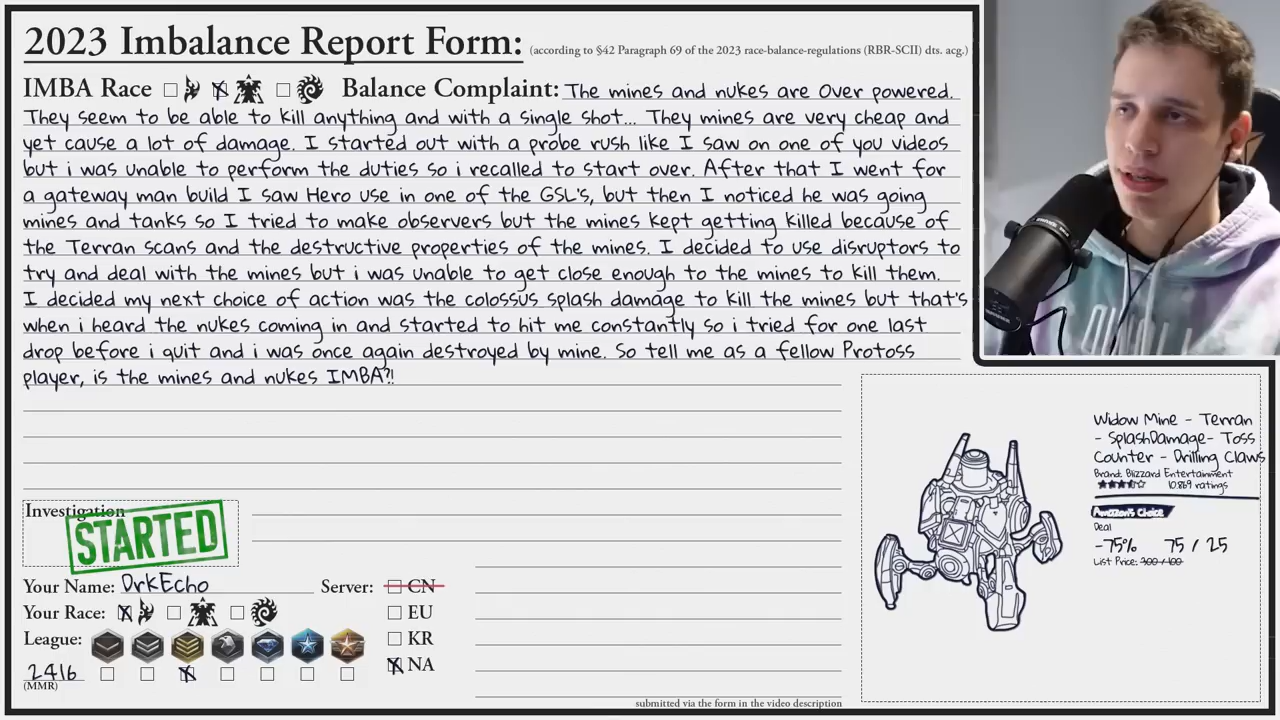 2023 Imbalance Report Form: (according to §42 Paragraph 69 of the 2023 race-balance-regulations (RBR-SCII) dts. acg.)
IMBA Race Balance Complaint: The mines and nukes are Over powered.
They seem to be able to kill anything and with a single shot... They mines are very cheap and
yet cause a lot of damage. I started out with a probe rush like I saw on one of you videos
but i was unable to perform the duties so i recalled to start over. After that I went for
a gateway man build I saw Hero use in one of the GSL's, but then I noticed he was going
mines and tanks so I tried to make observers but the mines kept getting killed because of
the Terran scans and the destructive properties of the mines. I decided to use disruptors to
try and deal with the mines but i was unable to get close enough to the mines to kill them.
I decided my next choice of action was the colossus splash damage to kill the mines but that's
when i heard the nukes coming in and started to hit me constantly so i tried for one last
drop before i quit and i was once again destroyed by mine. So tell me as a fellow Protoss
player, is the mines and nukes IMBA?!
Widow Mine - Terran
- SplashDamage- Toss
Counter - Drilling Claws
Brand: Blizzard Entertainment
10.869 ratings
Amazon's Choice
Deal
-75% 75 / 25
List Price: 300 / 100
Investigation
STARTED
Your Name: DrkEcho Server: CN
Your Race: EU
League: KR
2416 NA
(MMR)
submitted via the form in the video description